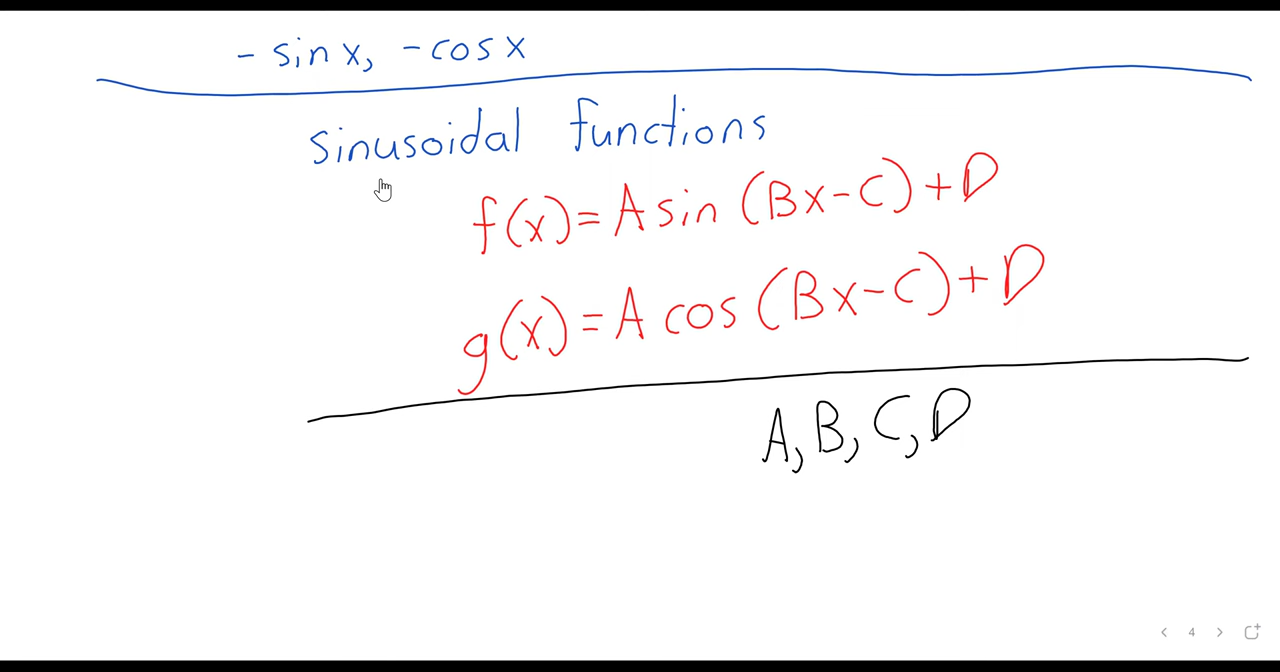 - sin x, - cos x
sinusoidal functions
f(x) = A sin (Bx - C) + D
g(x) = A cos (Bx - C) + D
A, B, C, D
< 4 >